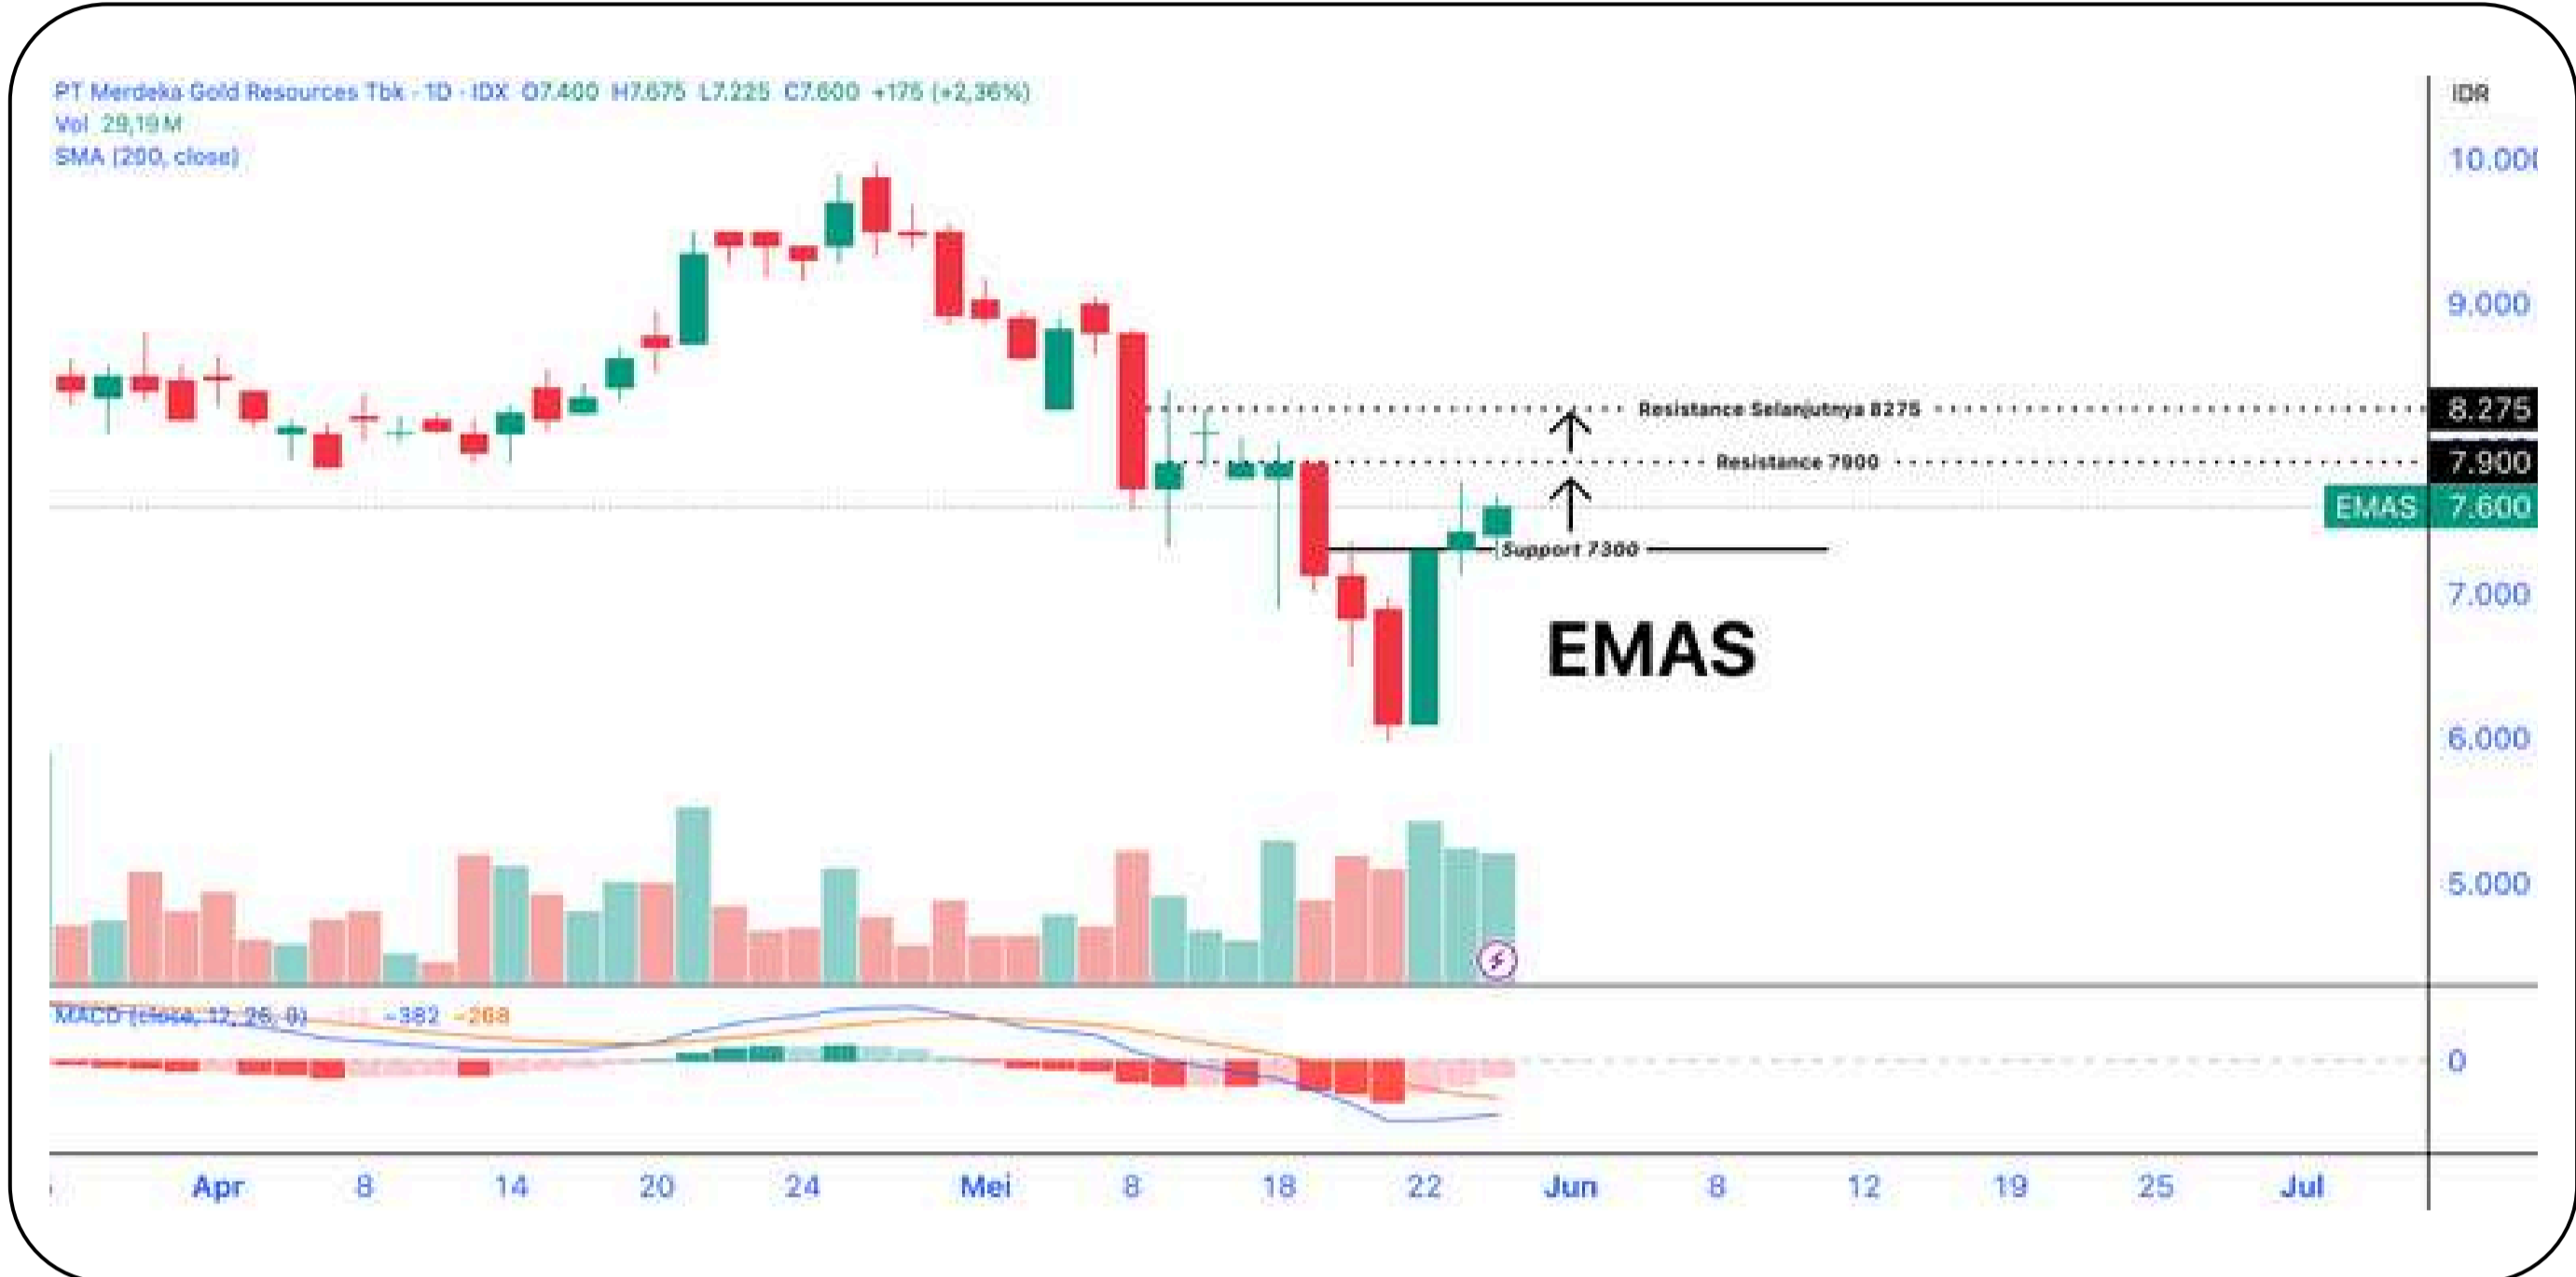 PT Merdeka Gold Resources Tbk · 1D · IDX O7.400 H7.675 L7.225 C7.600 +175 (+2,36%)
Vol 29,19 M
SMA (200, close)
IDR
10.000
9.000
Resistance Selanjutnya 8275
8.275
Resistance 7900
7.900
EMAS 7.600
Support 7300
7.000
EMAS
6.000
5.000
MACD (close, 12, 26, 9) −382 −268
0
Apr 8 14 20 24 Mei 8 18 22 Jun 8 12 19 25 Jul